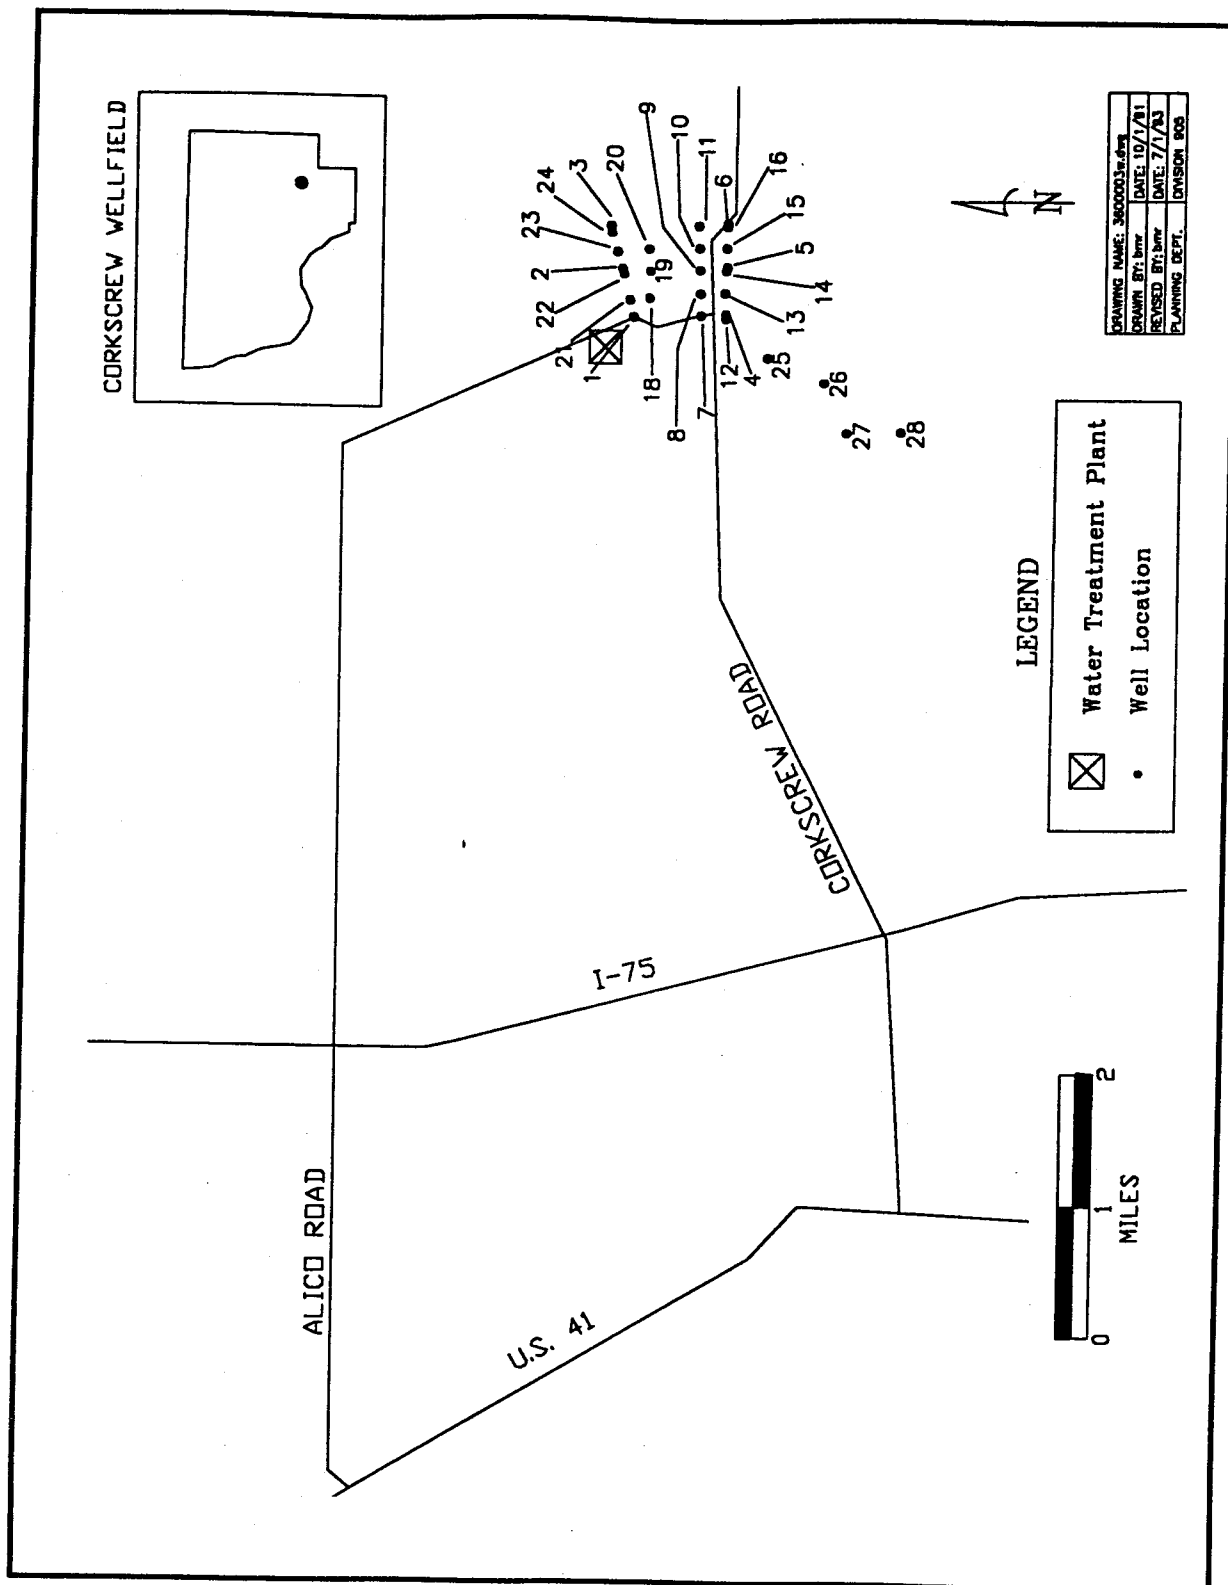 CORKSCREW WELLFIELD
24
3
23
20
2
22
19
21
1
18
9
10
11
6
16
15
5
14
13
8
7
12
4
25
26
27
28
ALICO ROAD
I-75
CORKSCREW ROAD
U.S. 41
N
LEGEND
Water Treatment Plant
Well Location
0 1 2
MILES
DRAWING NAME: 3600003w.dwg
DRAWN BY: bmr DATE: 10/1/91
REVISED BY: bmr DATE: 7/1/93
PLANNING DEPT. DIVISION 905